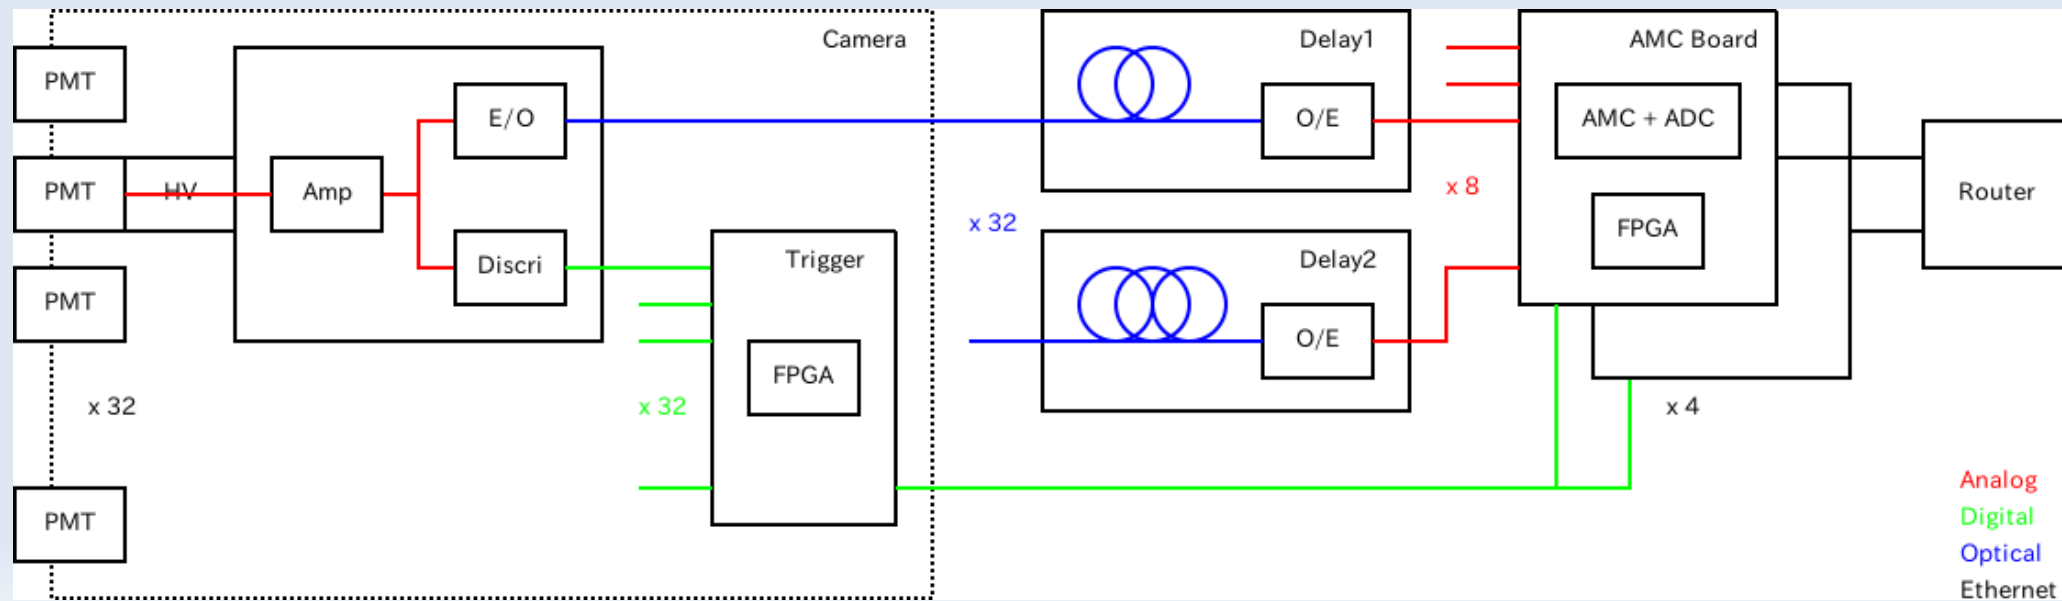 Camera
PMT
PMT
HV
Amp
E/O
Discri
PMT
PMT
x 32
x 32
Trigger
FPGA
x 32
Delay1
O/E
Delay2
O/E
x 8
AMC Board
AMC + ADC
FPGA
x 4
Router
Analog
Digital
Optical
Ethernet